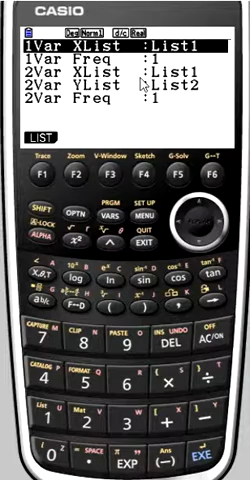 CASIO
Des Norm1 d/c Real
1Var XList :List1
1Var Freq :1
2Var XList :List1
2Var YList :List2
2Var Freq :1
LIST
Trace Zoom V-Window Sketch G-Solv G↔T
F1 F2 F3 F4 F5 F6
PRGM SET UP
SHIFT OPTN VARS MENU
A-LOCK QUIT
ALPHA x² ^ EXIT
X,θ,T log ln sin cos tan
ab/c F↔D ( ) , →
CAPTURE M CLIP N PASTE O INS UNDO OFF
7 8 9 DEL AC/ON
CATALOG P FORMAT Q R S T
4 5 6 × ÷
List U Mat V W X Y
1 2 3 + −
i Z = SPACE π " Ans
0 • EXP (−) EXE